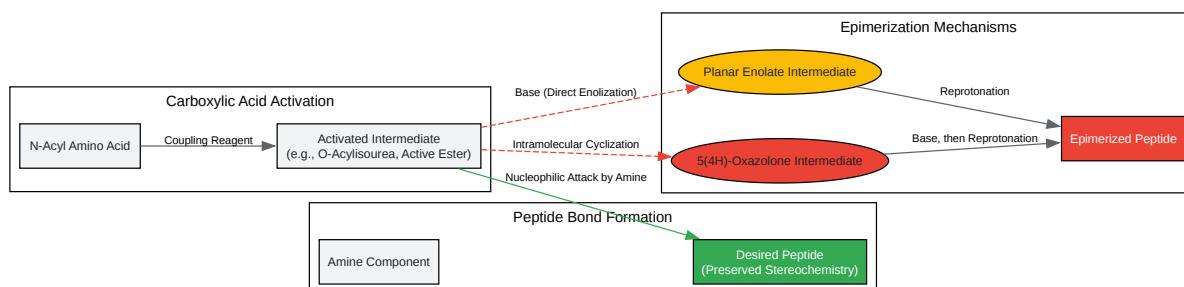 Epimerization Mechanisms
Planar Enolate Intermediate
Base (Direct Enolization)
Reprotonation
Carboxylic Acid Activation
N-Acyl Amino Acid
Coupling Reagent
Activated Intermediate
(e.g., O-Acylisourea, Active Ester)
Intramolecular Cyclization
5(4H)-Oxazolone Intermediate
Base, then Reprotonation
Epimerized Peptide
Nucleophilic Attack by Amine
Peptide Bond Formation
Amine Component
Desired Peptide
(Preserved Stereochemistry)